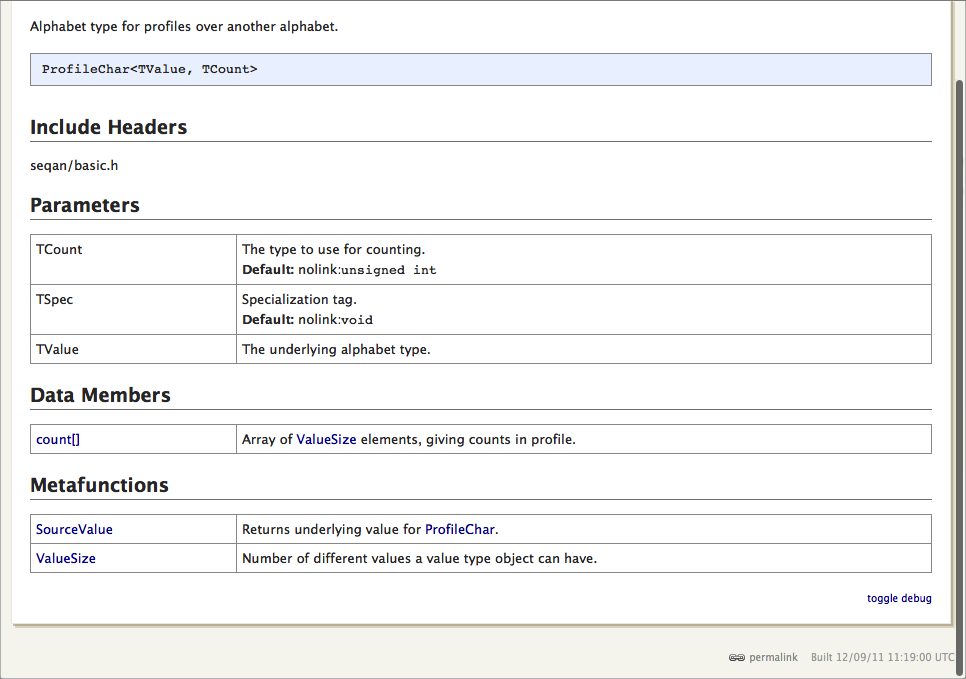 Alphabet type for profiles over another alphabet.
ProfileChar<TValue, TCount>
Include Headers
seqan/basic.h
Parameters
TCount
The type to use for counting.
Default: nolink:unsigned int
TSpec
Specialization tag.
Default: nolink:void
TValue
The underlying alphabet type.
Data Members
count[]
Array of ValueSize elements, giving counts in profile.
Metafunctions
SourceValue
Returns underlying value for ProfileChar.
ValueSize
Number of different values a value type object can have.
toggle debug
permalink
Built 12/09/11 11:19:00 UTC